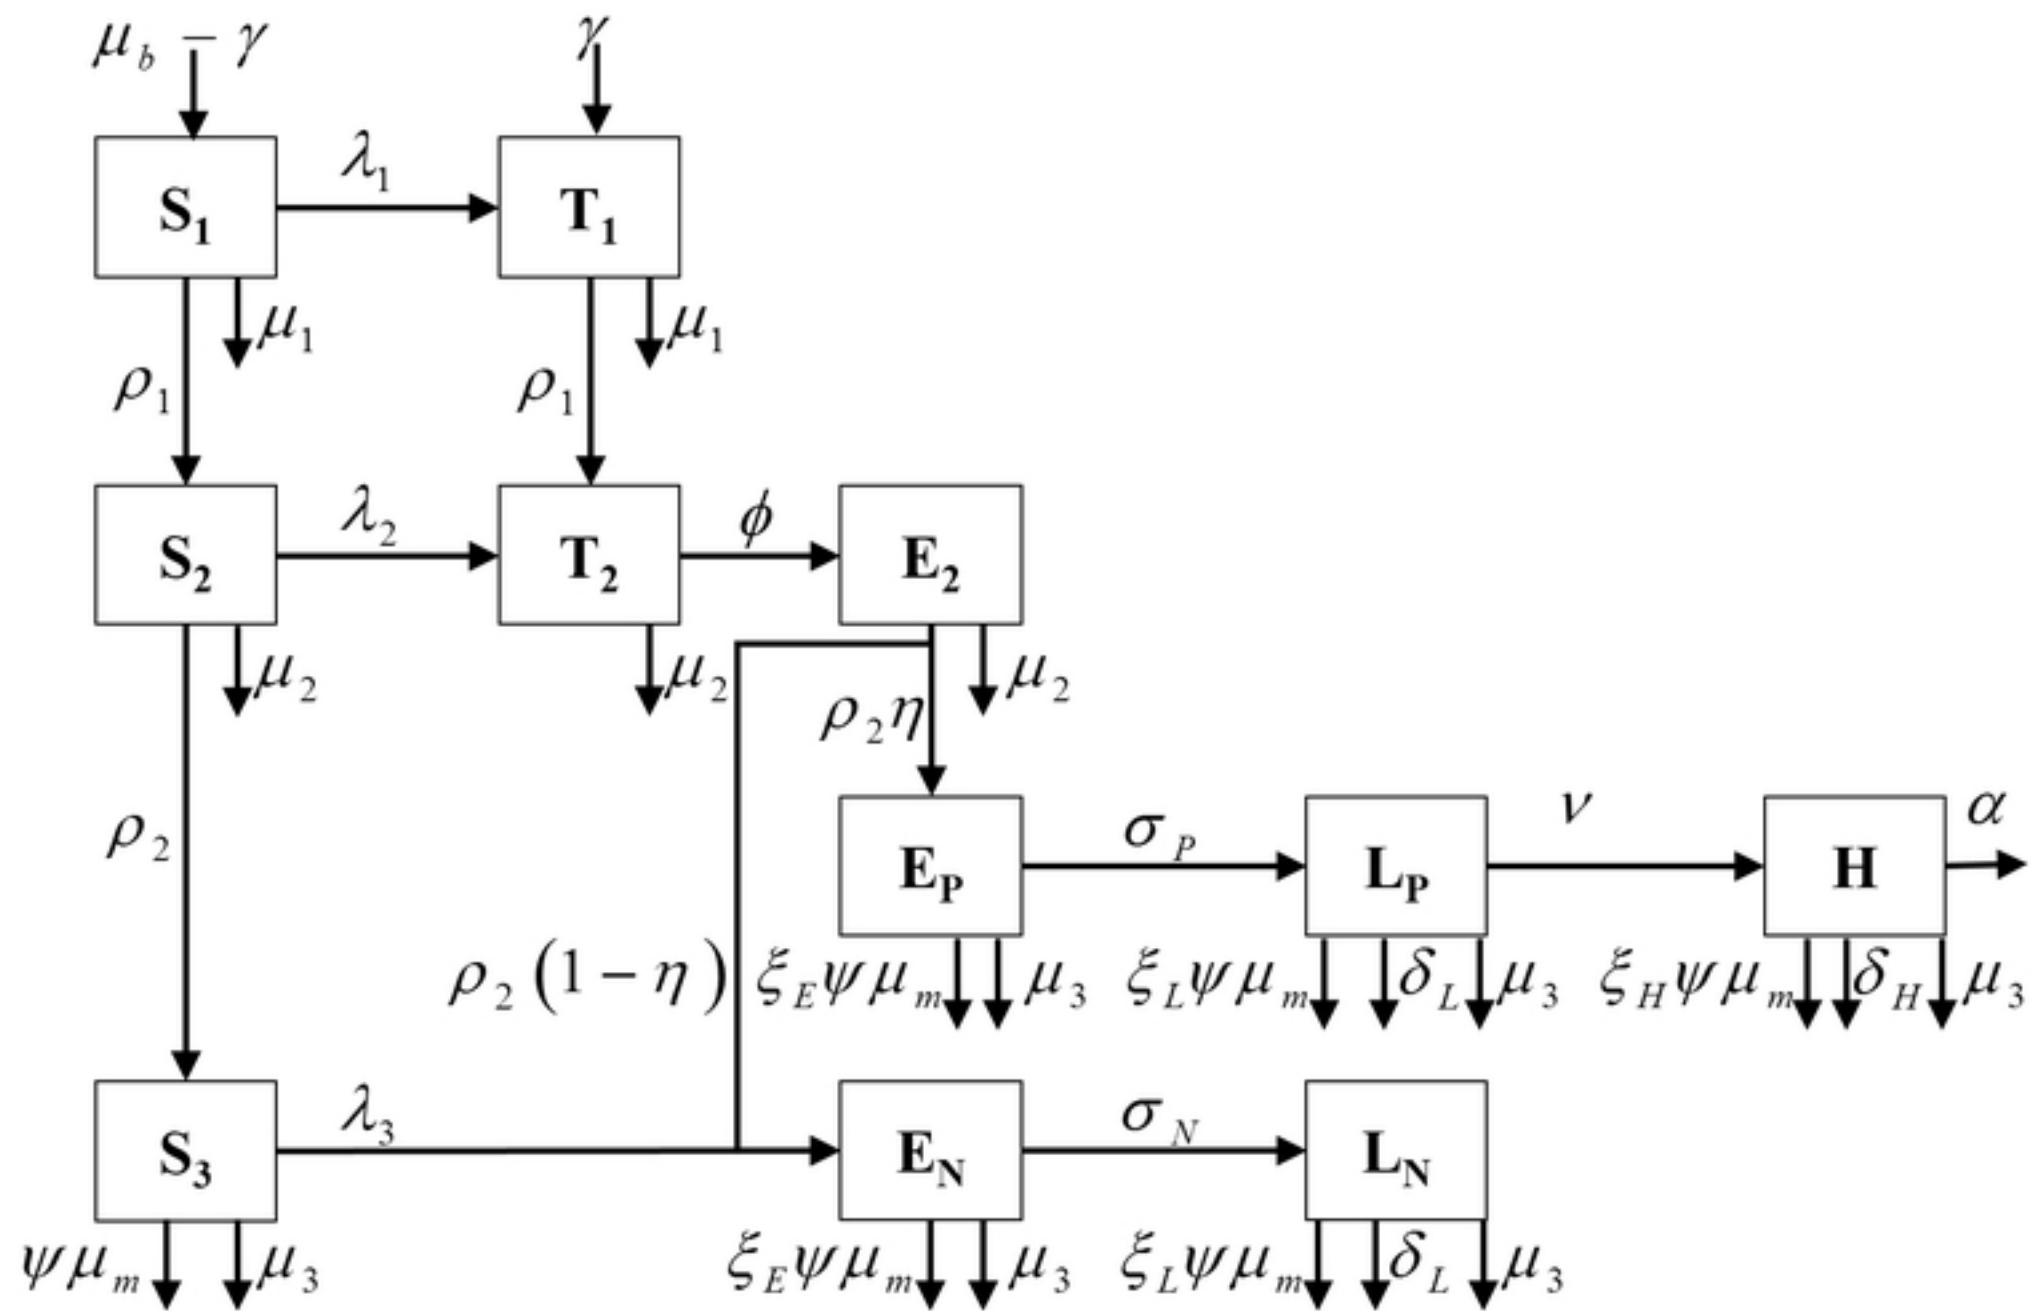 μ_b − γ γ
λ₁
S₁ T₁
μ₁ μ₁
ρ₁ ρ₁
λ₂ ϕ
S₂ T₂ E₂
μ₂ μ₂ μ₂
ρ₂η
ρ₂ σ_P ν α
E_P L_P H
ρ₂(1 − η) ξ_Eψμ_m μ₃ ξ_Lψμ_m δ_L μ₃ ξ_Hψμ_m δ_H μ₃
λ₃ σ_N
S₃ E_N L_N
ψμ_m μ₃ ξ_Eψμ_m μ₃ ξ_Lψμ_m δ_L μ₃